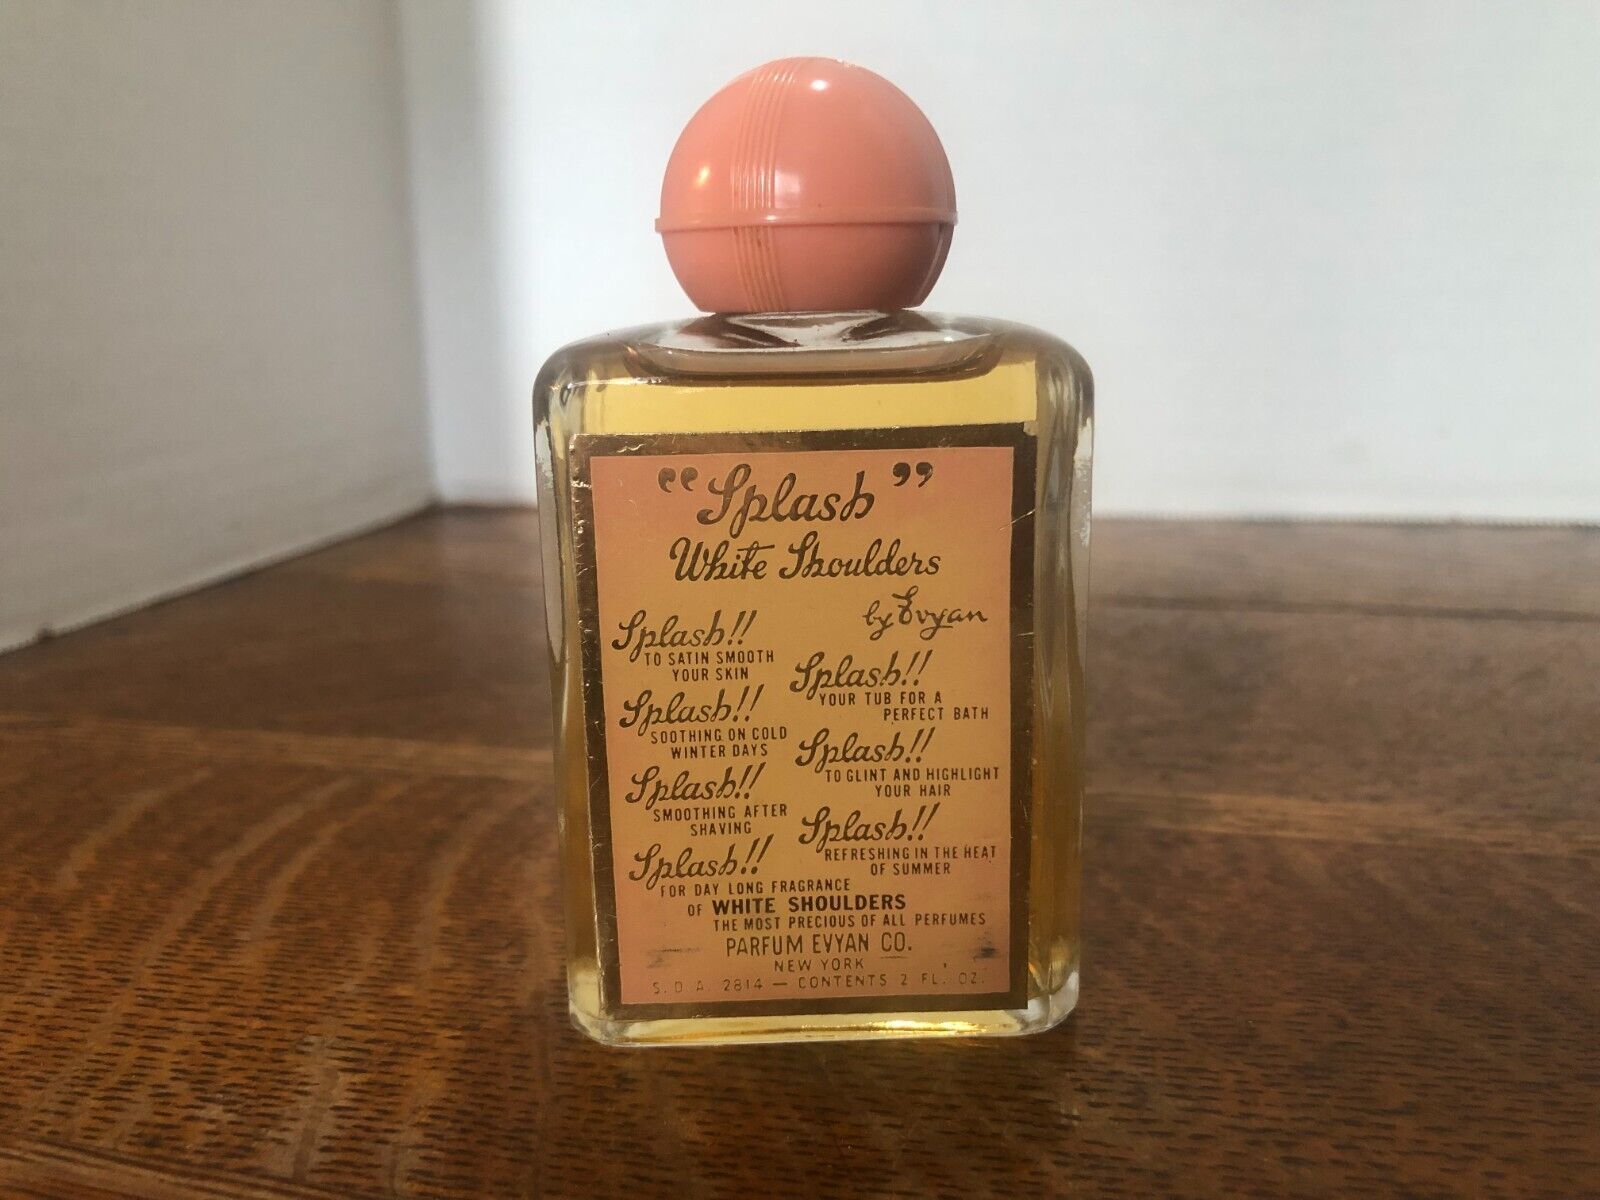 “Splash”
White Shoulders
by Evyan
Splash!!
TO SATIN SMOOTH
YOUR SKIN
Splash!!
YOUR TUB FOR A
PERFECT BATH
Splash!!
SOOTHING ON COLD
WINTER DAYS
Splash!!
TO GLINT AND HIGHLIGHT
YOUR HAIR
Splash!!
SMOOTHING AFTER
SHAVING
Splash!!
REFRESHING IN THE HEAT
OF SUMMER
Splash!!
FOR DAY LONG FRAGRANCE
OF WHITE SHOULDERS
THE MOST PRECIOUS OF ALL PERFUMES
PARFUM EVYAN CO.
NEW YORK
S.D.A. 2814 — CONTENTS 2 FL. OZ.